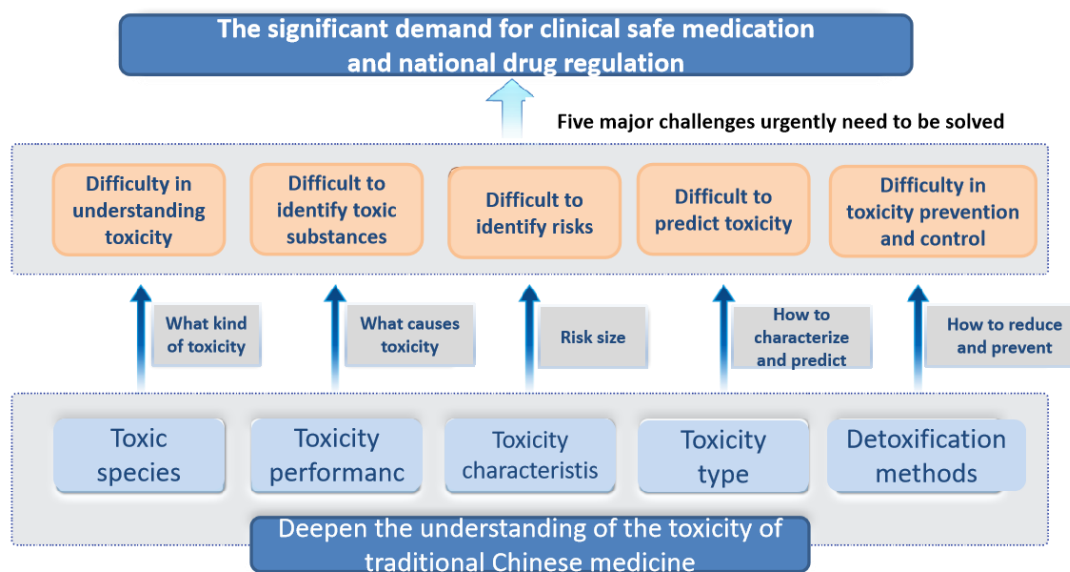 The significant demand for clinical safe medication
and national drug regulation
Five major challenges urgently need to be solved
Difficulty in
understanding
toxicity
Difficult to
identify toxic
substances
Difficult to
identify risks
Difficult to
predict toxicity
Difficulty in
toxicity prevention
and control
What kind
of toxicity
What causes
toxicity
Risk size
How to
characterize
and predict
How to reduce
and prevent
Toxic
species
Toxicity
performanc
Toxicity
characteristis
Toxicity
type
Detoxification
methods
Deepen the understanding of the toxicity of
traditional Chinese medicine